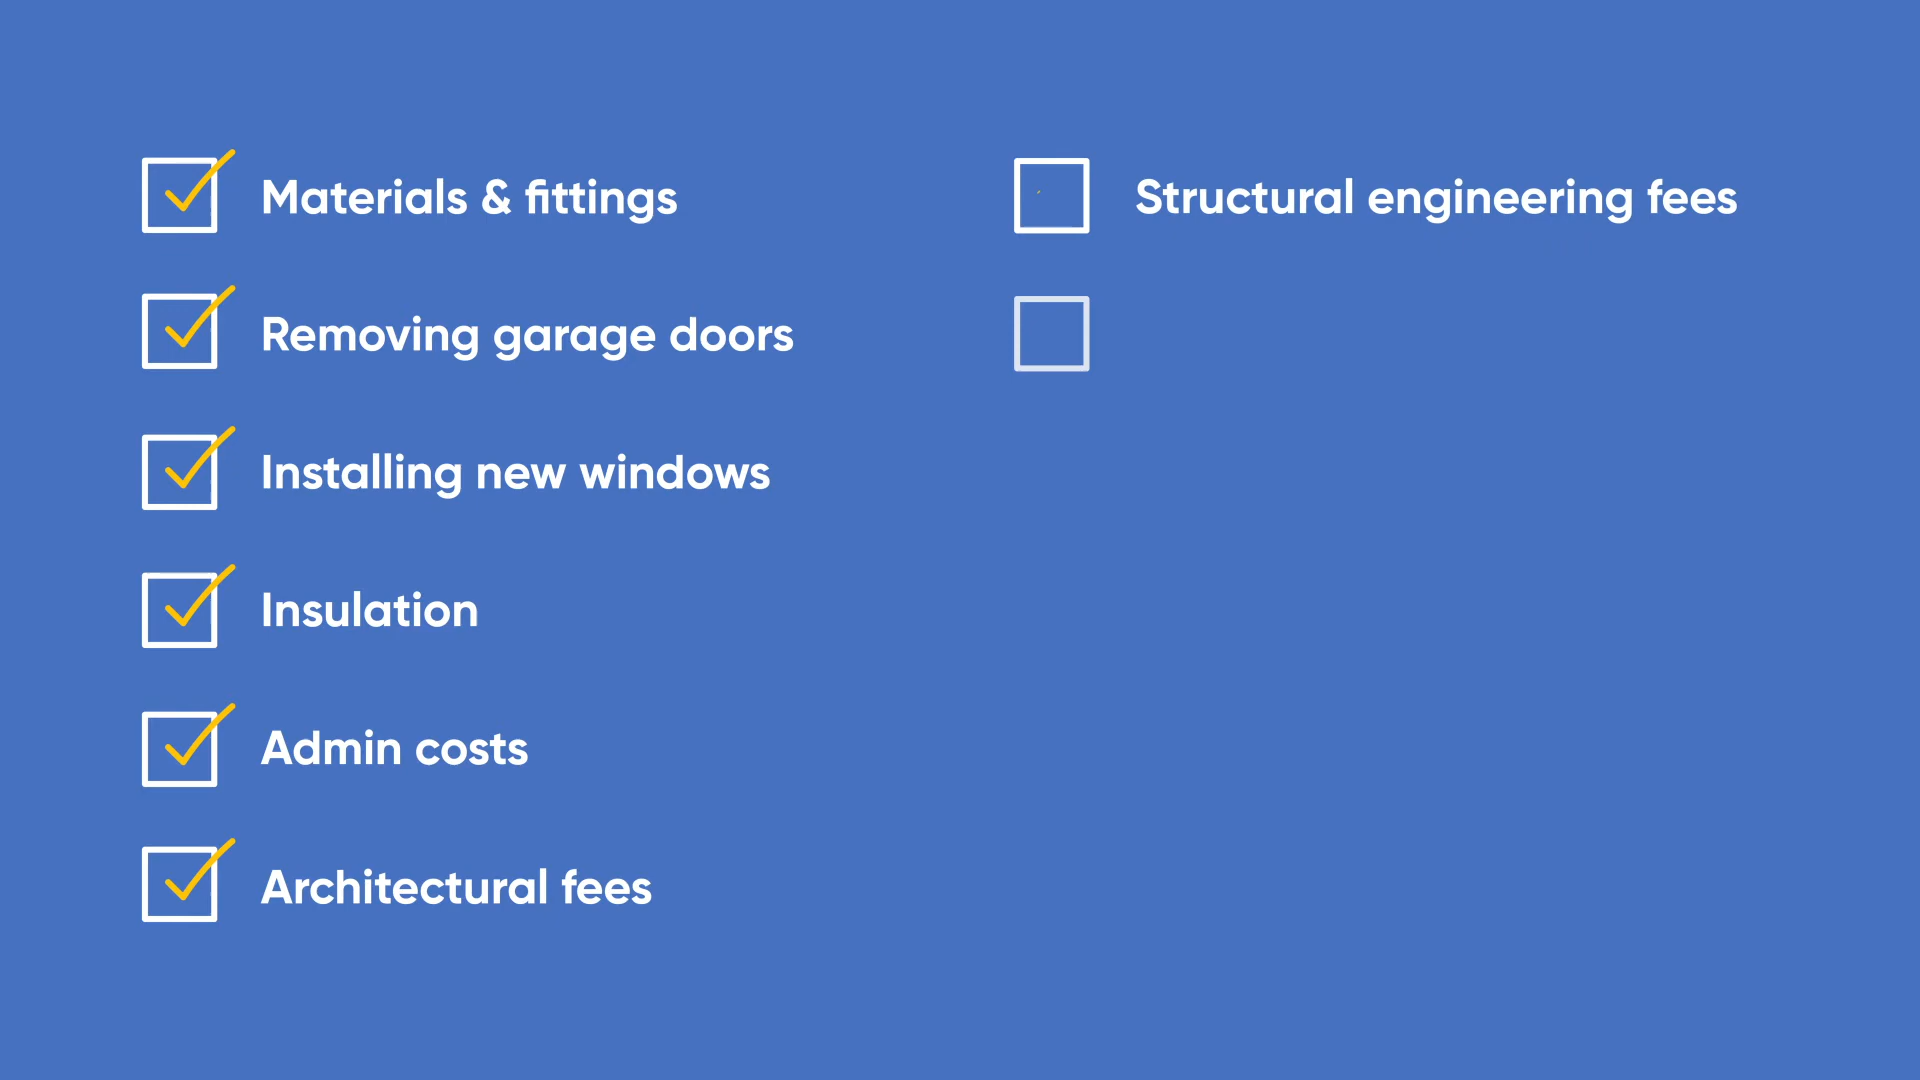 Materials & fittings
Removing garage doors
Installing new windows
Insulation
Admin costs
Architectural fees
Structural engineering fees